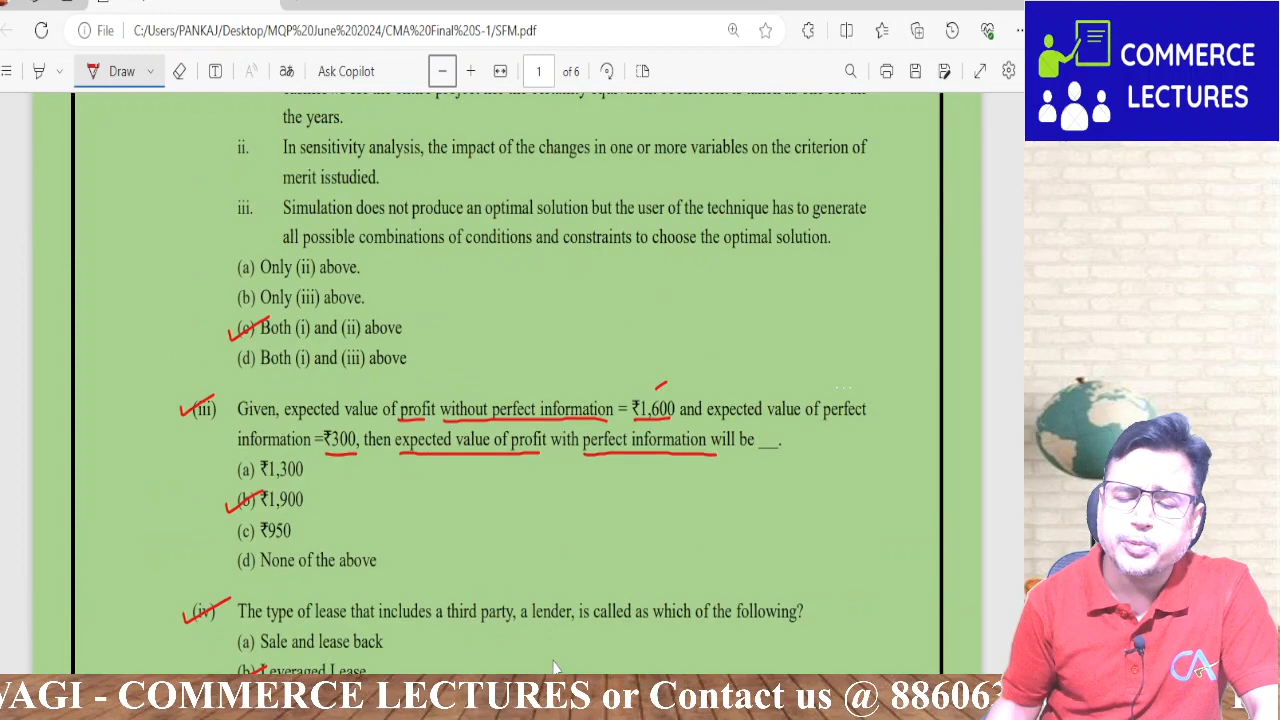 File
C:/Users/PANKAJ/Desktop/MQP%20June%202024/CMA%20Final%20S-1/SFM.pdf
Draw
Ask Copilot
1 of 6
the years.
ii. In sensitivity analysis, the impact of the changes in one or more variables on the criterion of
merit isstudied.
iii. Simulation does not produce an optimal solution but the user of the technique has to generate
all possible combinations of conditions and constraints to choose the optimal solution.
(a) Only (ii) above.
(b) Only (iii) above.
(c) Both (i) and (ii) above
(d) Both (i) and (iii) above
(iii) Given, expected value of profit without perfect information = ₹1,600 and expected value of perfect
information =₹300, then expected value of profit with perfect information will be __.
(a) ₹1,300
(b) ₹1,900
(c) ₹950
(d) None of the above
(iv) The type of lease that includes a third party, a lender, is called as which of the following?
(a) Sale and lease back
(b) Leveraged Lease
COMMERCE
LECTURES
CA
VAGI - COMMERCE LECTURES or Contact us @ 88606